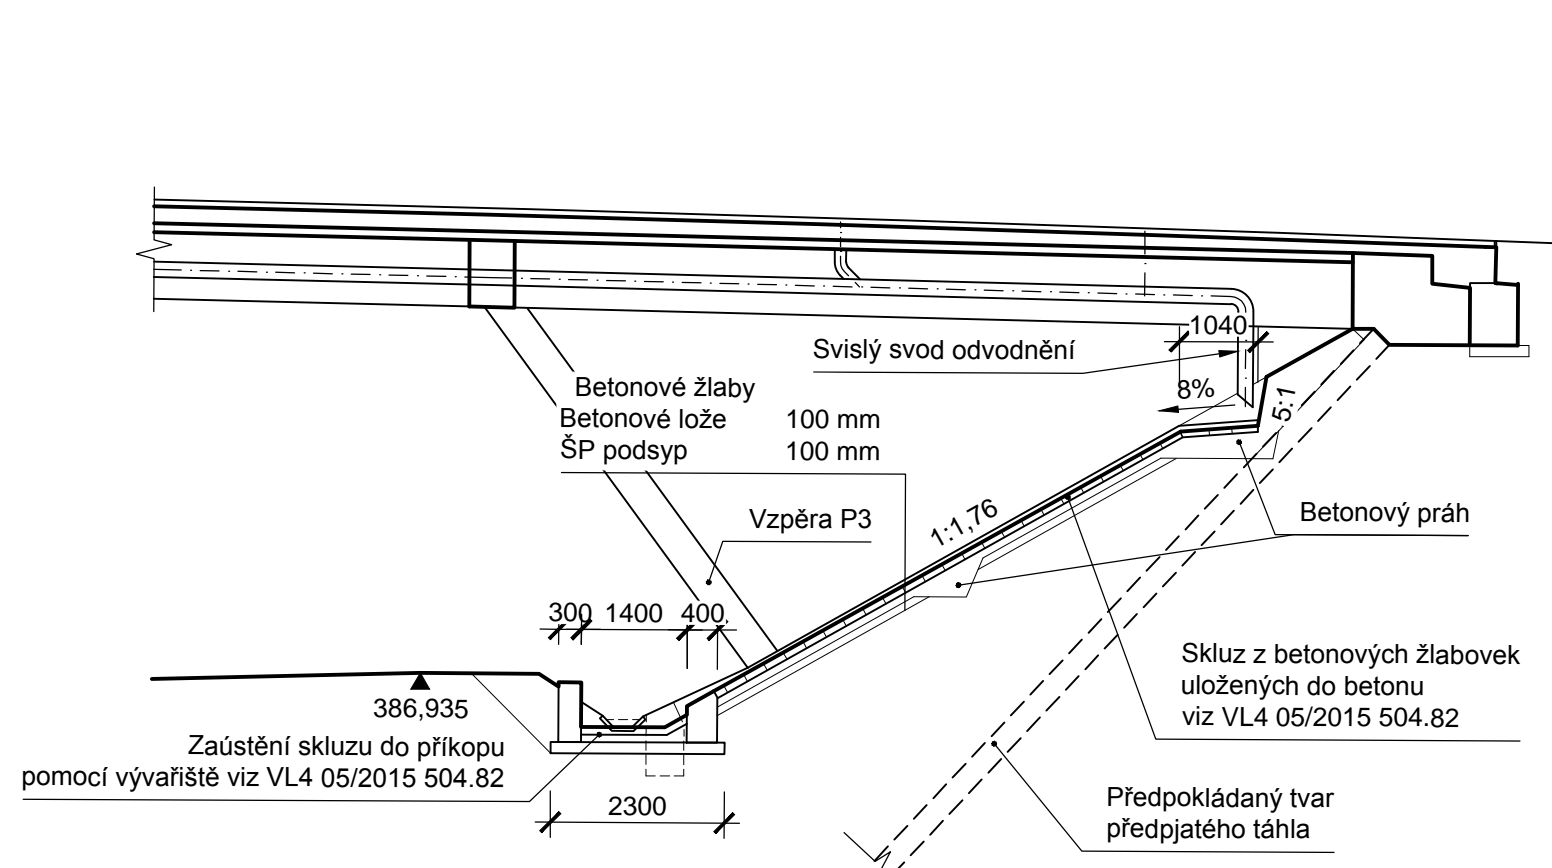 1040
Svislý svod odvodnění
8%
5:1
Betonové žlaby
Betonové lože 100 mm
ŠP podsyp 100 mm
1:1,76
Vzpěra P3
Betonový práh
300 1400 400
Skluz z betonových žlabovek
uložených do betonu
viz VL4 05/2015 504.82
386,935
Zaústění skluzu do příkopu
pomocí vývařiště viz VL4 05/2015 504.82
2300
Předpokládaný tvar
předpjatého táhla